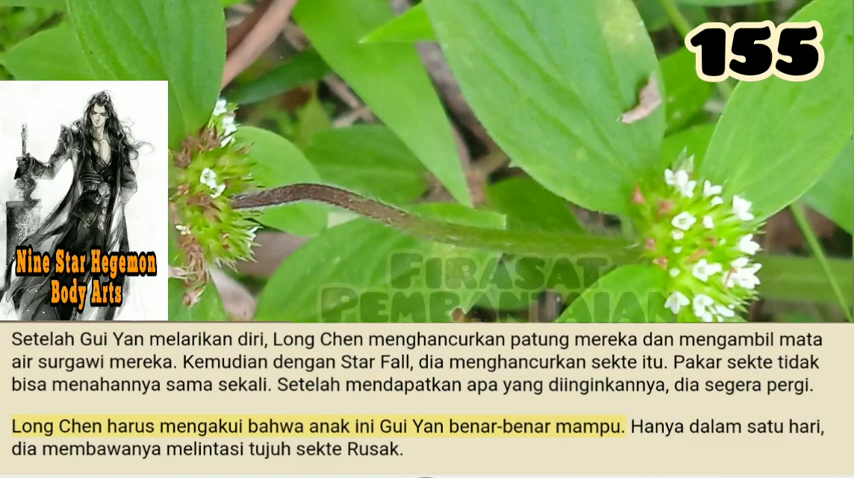 155
Nine Star Hegemon
Body Arts
FIRASAT
PEMBANTAIAN
Setelah Gui Yan melarikan diri, Long Chen menghancurkan patung mereka dan mengambil mata
air surgawi mereka. Kemudian dengan Star Fall, dia menghancurkan sekte itu. Pakar sekte tidak
bisa menahannya sama sekali. Setelah mendapatkan apa yang diinginkannya, dia segera pergi.
Long Chen harus mengakui bahwa anak ini Gui Yan benar-benar mampu. Hanya dalam satu hari,
dia membawanya melintasi tujuh sekte Rusak.